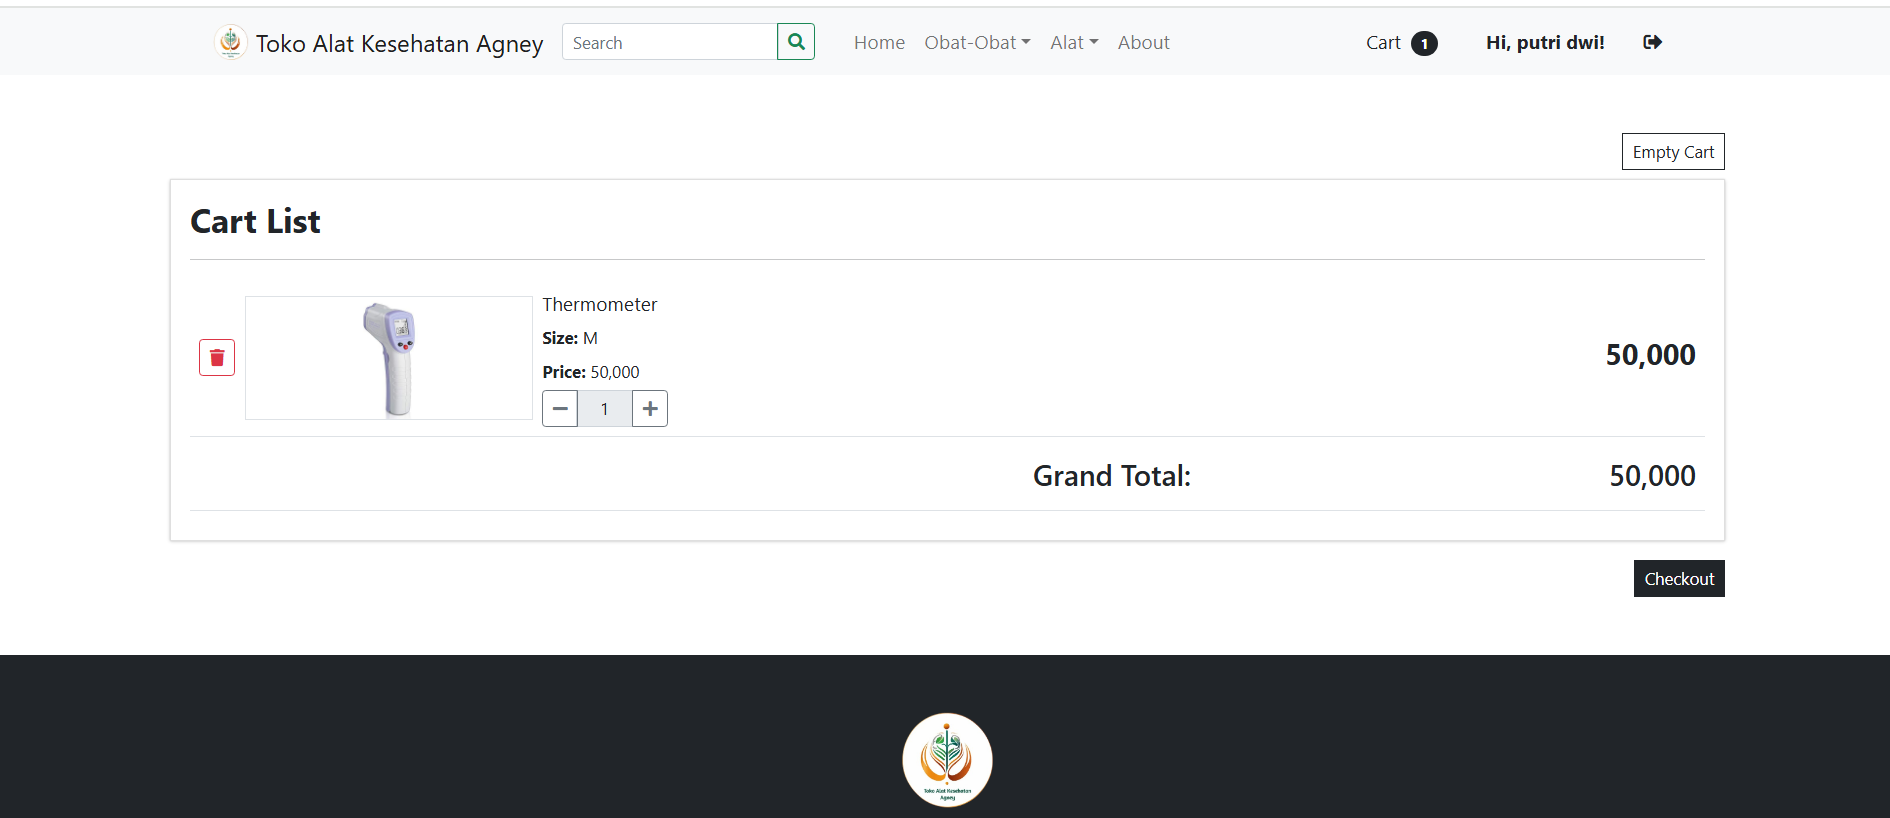 Toko Alat Kesehatan Agney
Search
Home
Obat-Obat
Alat
About
Cart 1
Hi, putri dwi!
Empty Cart
Cart List
Thermometer
Size: M
Price: 50,000
1
50,000
Grand Total: 50,000
Checkout
Toko Alat Kesehatan
Agney